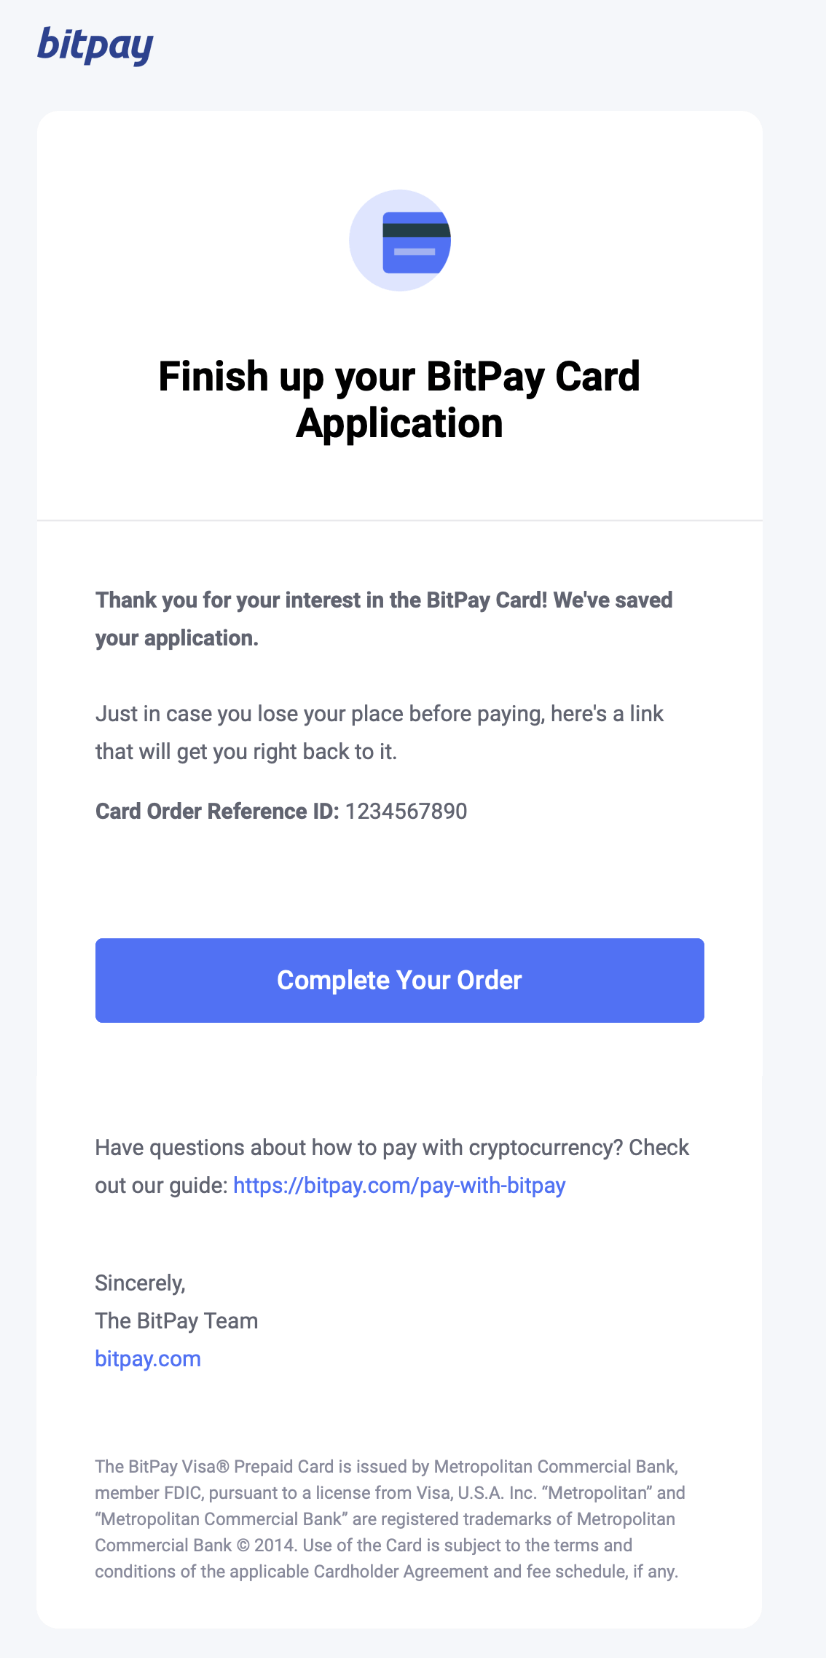 bitpay
Finish up your BitPay Card
Application
Thank you for your interest in the BitPay Card! We've saved
your application.
Just in case you lose your place before paying, here's a link
that will get you right back to it.
Card Order Reference ID: 1234567890
Complete Your Order
Have questions about how to pay with cryptocurrency? Check
out our guide: https://bitpay.com/pay-with-bitpay
Sincerely,
The BitPay Team
bitpay.com
The BitPay Visa® Prepaid Card is issued by Metropolitan Commercial Bank,
member FDIC, pursuant to a license from Visa, U.S.A. Inc. “Metropolitan” and
“Metropolitan Commercial Bank” are registered trademarks of Metropolitan
Commercial Bank © 2014. Use of the Card is subject to the terms and
conditions of the applicable Cardholder Agreement and fee schedule, if any.